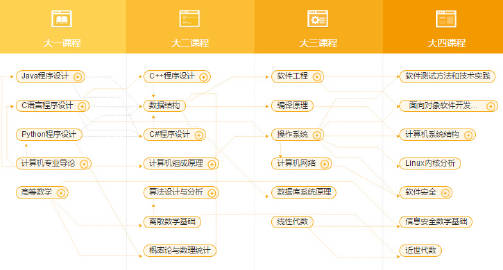 大一课程
大二课程
大三课程
大四课程
Java程序设计
C++程序设计
软件工程
软件测试方法和技术实践
C语言程序设计
数据结构
编译原理
面向对象软件开发...
Python程序设计
C#程序设计
操作系统
计算机系统结构
计算机专业导论
计算机组成原理
计算机网络
Linux内核分析
高等数学
算法设计与分析
数据库系统原理
软件安全
离散数学基础
线性代数
信息安全数学基础
概率论与数理统计
近世代数